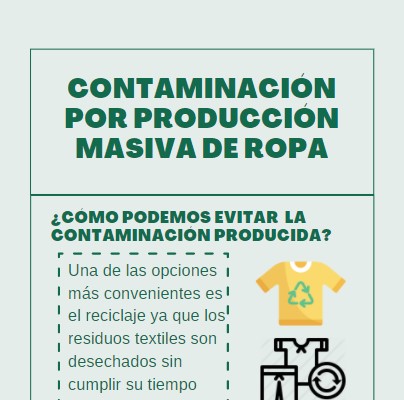 CONTAMINACIÓN
POR PRODUCCIÓN
MASIVA DE ROPA
¿CÓMO PODEMOS EVITAR LA
CONTAMINACIÓN PRODUCIDA?
Una de las opciones
más convenientes es
el reciclaje ya que los
residuos textiles son
desechados sin
cumplir su tiempo